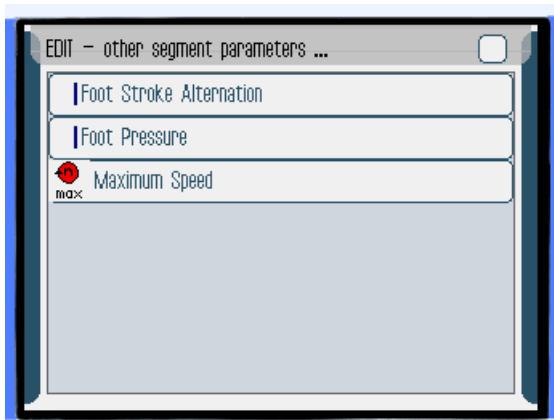 EDIT - other segment parameters ...
Foot Stroke Alternation
Foot Pressure
+n
max
Maximum Speed